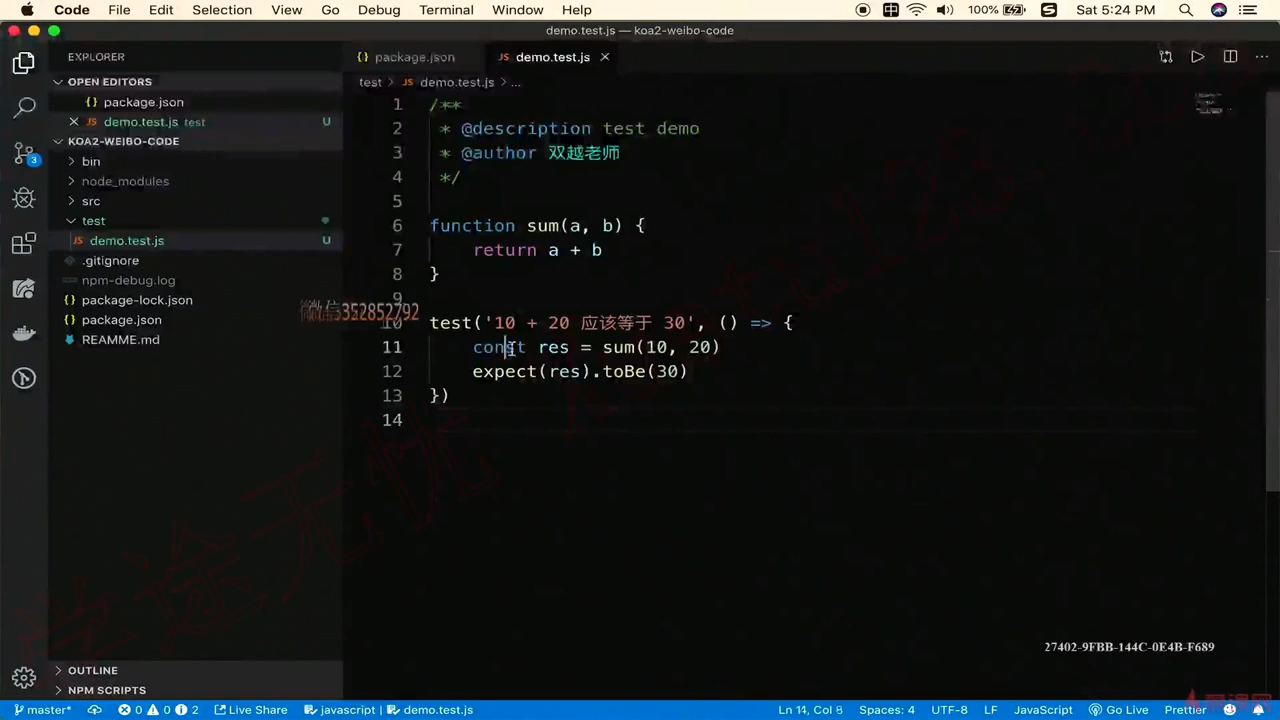 Code File Edit Selection View Go Debug Terminal Window Help 中 100% S Sat 5:24 PM
demo.test.js — koa2-weibo-code
EXPLORER
package.json
demo.test.js
OPEN EDITORS
package.json
demo.test.js test U
KOA2-WEIBO-CODE
bin
node_modules
src
test
demo.test.js U
.gitignore
npm-debug.log
package-lock.json
package.json
REAMME.md
OUTLINE
NPM SCRIPTS
3
test > JS demo.test.js > ...
1 /**
2 * @description test demo
3 * @author 双越老师
4 */
5
6 function sum(a, b) {
7 return a + b
8 }
9
10 test('10 + 20 应该等于 30', () => {
11 const res = sum(10, 20)
12 expect(res).toBe(30)
13 })
14
微信352852792
学途无忧
27402-9FBB-144C-0E4B-F689
master* 0 0 2 Live Share javascript | demo.test.js Ln 14, Col 8 Spaces: 4 UTF-8 LF JavaScript Go Live Prettier